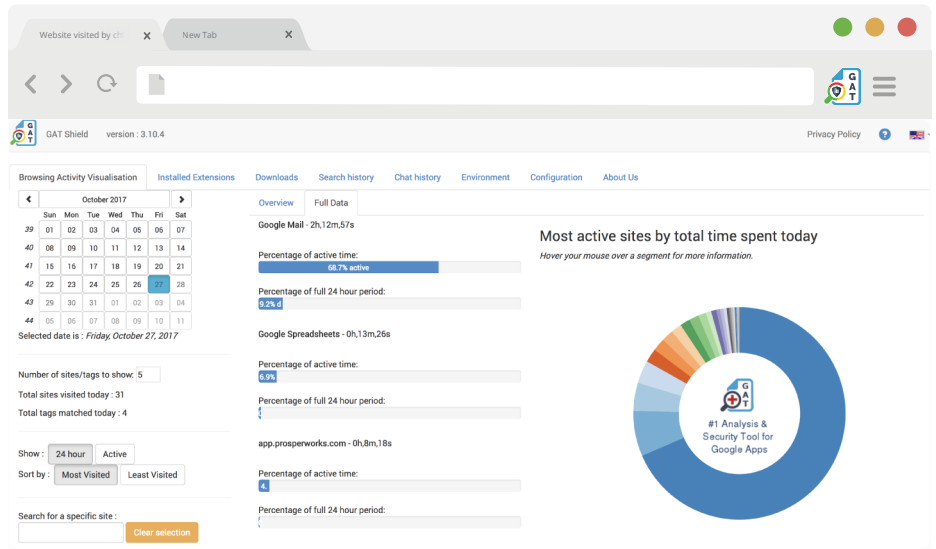 Website visited by ch
New Tab
GAT
GAT
GAT Shield version : 3.10.4
Privacy Policy
Browsing Activity Visualisation
Installed Extensions
Downloads
Search history
Chat history
Environment
Configuration
About Us
October 2017
Sun Mon Tue Wed Thu Fri Sat
39 01 02 03 04 05 06 07
40 08 09 10 11 12 13 14
41 15 16 17 18 19 20 21
42 22 23 24 25 26 27 28
43 29 30 31 01 02 03 04
44 05 06 07 08 09 10 11
Selected date is : Friday, October 27, 2017
Number of sites/tags to show: 5
Total sites visited today : 31
Total tags matched today : 4
Show : 24 hour Active
Sort by : Most Visited Least Visited
Search for a specific site :
Clear selection
Overview
Full Data
Google Mail - 2h,12m,57s
Percentage of active time:
68.7% active
Percentage of full 24 hour period:
9.2% d
Google Spreadsheets - 0h,13m,26s
Percentage of active time:
6.9%
Percentage of full 24 hour period:
app.prosperworks.com - 0h,8m,18s
Percentage of active time:
4.
Percentage of full 24 hour period:
Most active sites by total time spent today
Hover your mouse over a segment for more information.
GAT
#1 Analysis &
Security Tool for
Google Apps